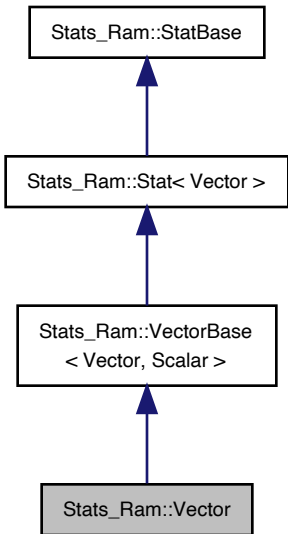 Stats_Ram::StatBase
Stats_Ram::Stat< Vector >
Stats_Ram::VectorBase
< Vector, Scalar >
Stats_Ram::Vector